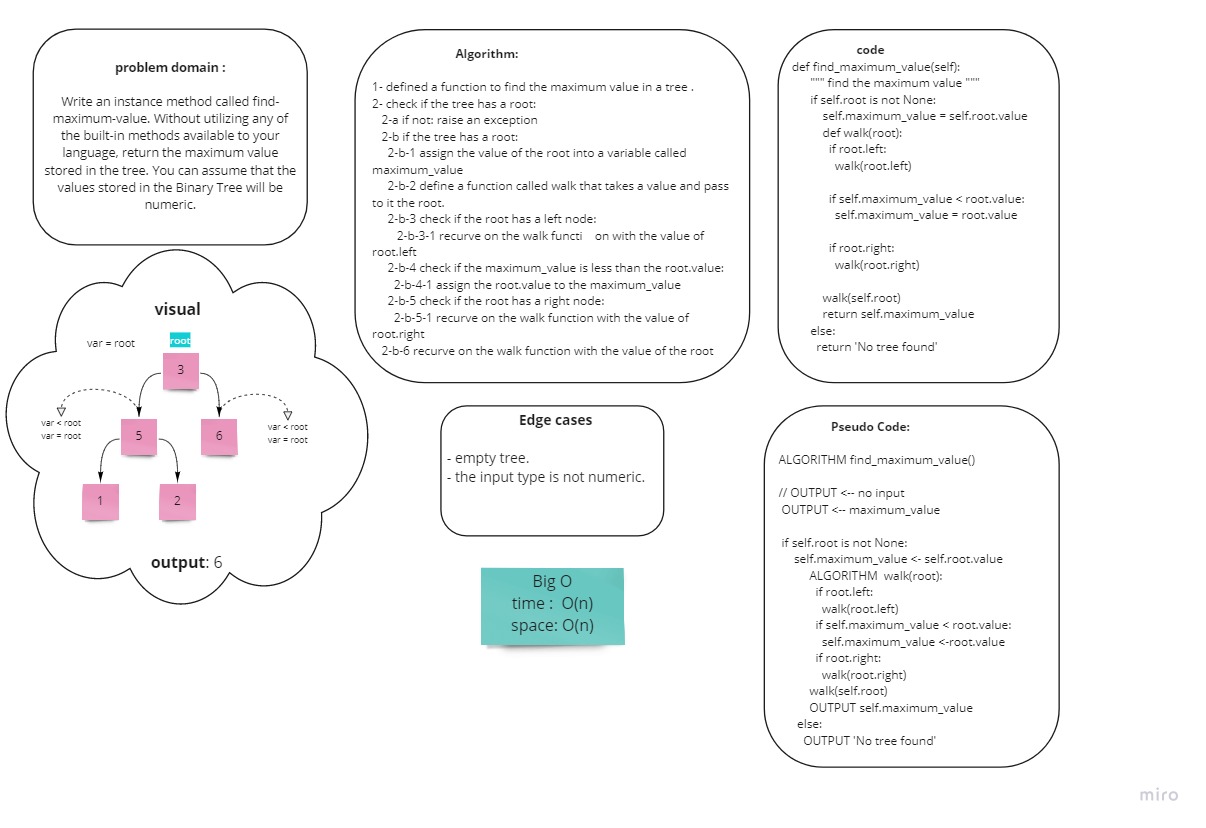 problem domain :
Write an instance method called find-
maximum-value. Without utilizing any of
the built-in methods available to your
language, return the maximum value
stored in the tree. You can assume that the
values stored in the Binary Tree will be
numeric.
visual
var = root
root
3
var < root
var = root
5
6
var < root
var = root
1
2
output: 6
Algorithm:
1- defined a function to find the maximum value in a tree .
2- check if the tree has a root:
2-a if not: raise an exception
2-b if the tree has a root:
2-b-1 assign the value of the root into a variable called
maximum_value
2-b-2 define a function called walk that takes a value and pass
to it the root.
2-b-3 check if the root has a left node:
2-b-3-1 recurve on the walk functi on with the value of
root.left
2-b-4 check if the maximum_value is less than the root.value:
2-b-4-1 assign the root.value to the maximum_value
2-b-5 check if the root has a right node:
2-b-5-1 recurve on the walk function with the value of
root.right
2-b-6 recurve on the walk function with the value of the root
Edge cases
- empty tree.
- the input type is not numeric.
Big O
time : O(n)
space: O(n)
code
def find_maximum_value(self):
""" find the maximum value """
if self.root is not None:
self.maximum_value = self.root.value
def walk(root):
if root.left:
walk(root.left)
if self.maximum_value < root.value:
self.maximum_value = root.value
if root.right:
walk(root.right)
walk(self.root)
return self.maximum_value
else:
return 'No tree found'
Pseudo Code:
ALGORITHM find_maximum_value()
// OUTPUT <-- no input
OUTPUT <-- maximum_value
if self.root is not None:
self.maximum_value <- self.root.value
ALGORITHM walk(root):
if root.left:
walk(root.left)
if self.maximum_value < root.value:
self.maximum_value <-root.value
if root.right:
walk(root.right)
walk(self.root)
OUTPUT self.maximum_value
else:
OUTPUT 'No tree found'
miro